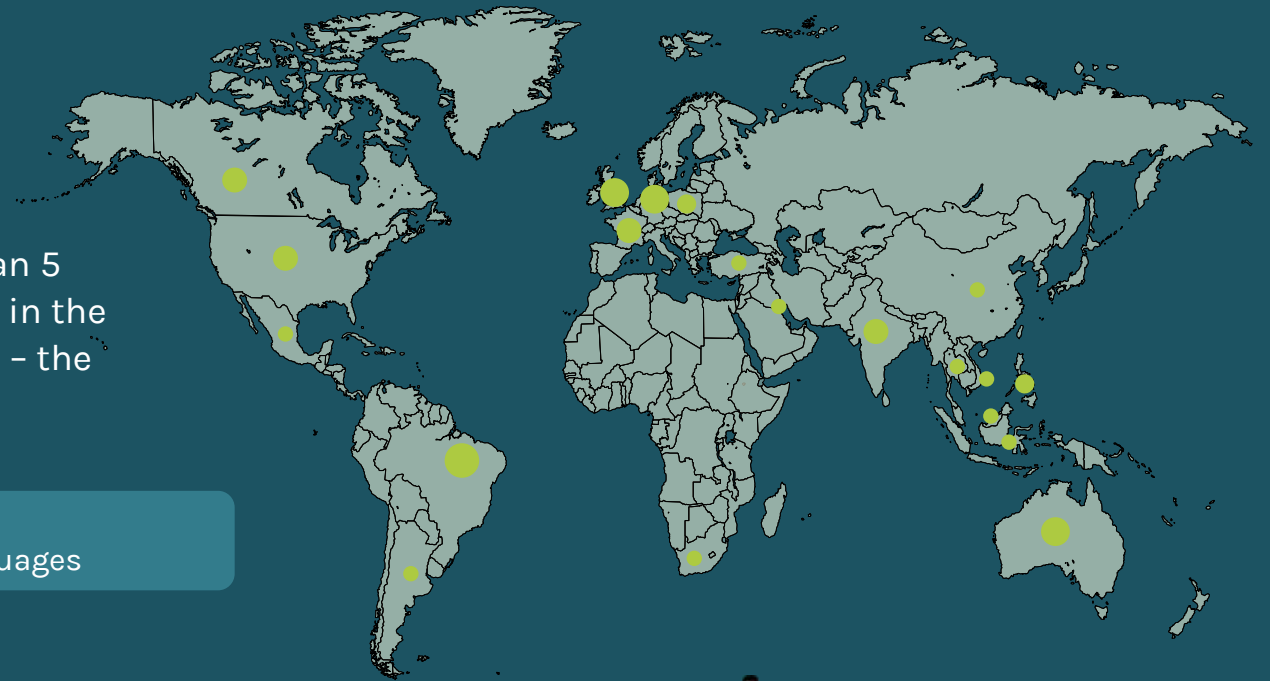 an 5
in the
– the
uages